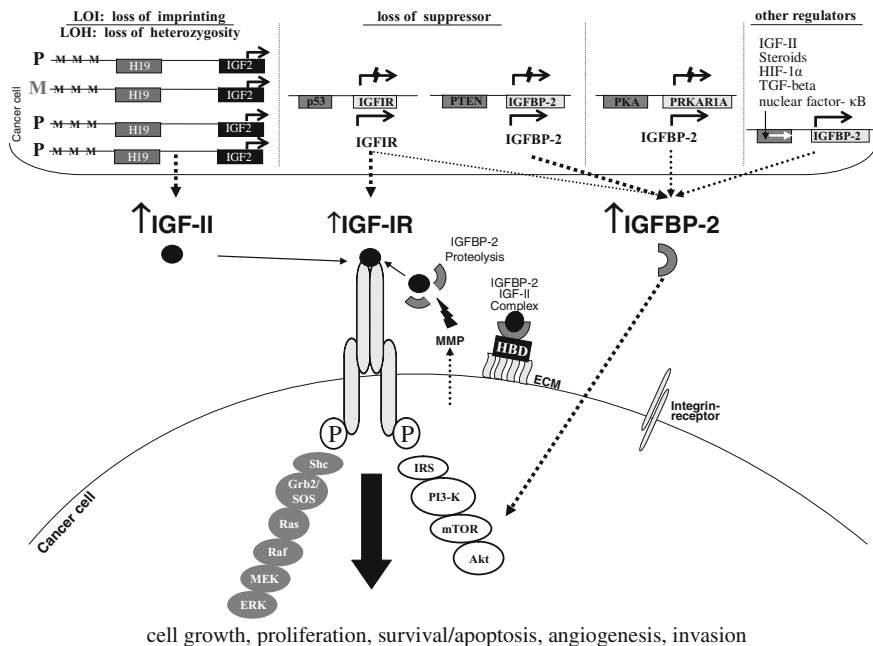 LOI: loss of imprinting
LOH: loss of heterozygosity
loss of suppressor
other regulators
Cancer cell
P M M M H19 IGF2
M M M M H19 IGF2
P M M M H19 IGF2
P M M M H19 IGF2
p53 IGFIR
IGFIR
PTEN IGFBP-2
IGFBP-2
PKA PRKAR1A
IGFBP-2
IGF-II
Steroids
HIF-1α
TGF-beta
nuclear factor- κB
IGFBP-2
↑IGF-II
↑IGF-IR
↑IGFBP-2
IGFBP-2
Proteolysis
MMP
IGFBP-2
IGF-II
Complex
HBD
ECM
Integrin-
receptor
Cancer cell
P
P
Shc
Grb2/
SOS
Ras
Raf
MEK
ERK
IRS
PI3-K
mTOR
Akt
cell growth, proliferation, survival/apoptosis, angiogenesis, invasion